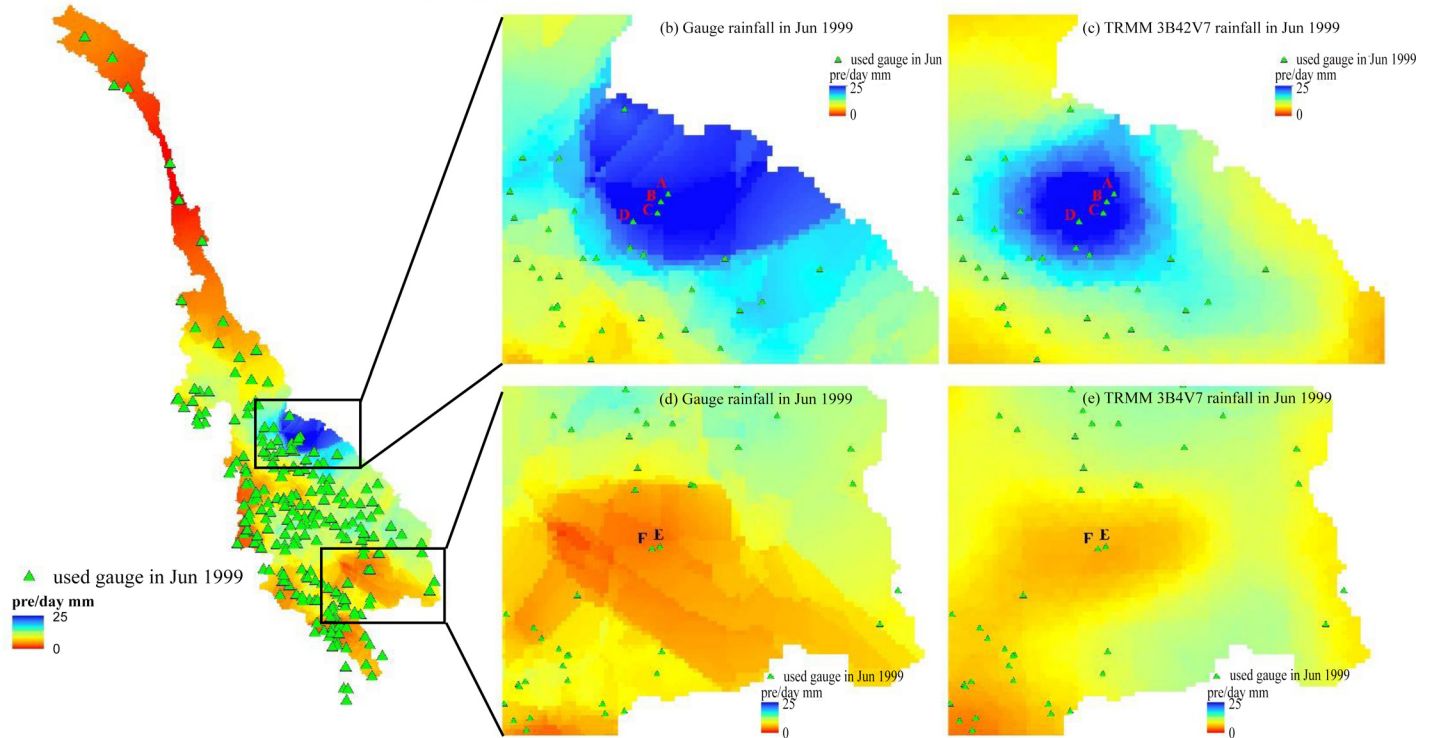 used gauge in Jun 1999
pre/day mm
25
0
(b) Gauge rainfall in Jun 1999
used gauge in Jun
pre/day mm
25
0
A
B
C
D
(c) TRMM 3B42V7 rainfall in Jun 1999
used gauge in Jun 1999
pre/day mm
25
0
A
B
C
D
(d) Gauge rainfall in Jun 1999
F E
used gauge in Jun 1999
pre/day mm
25
0
(e) TRMM 3B4V7 rainfall in Jun 1999
F E
used gauge in Jun 1999
pre/day mm
25
0